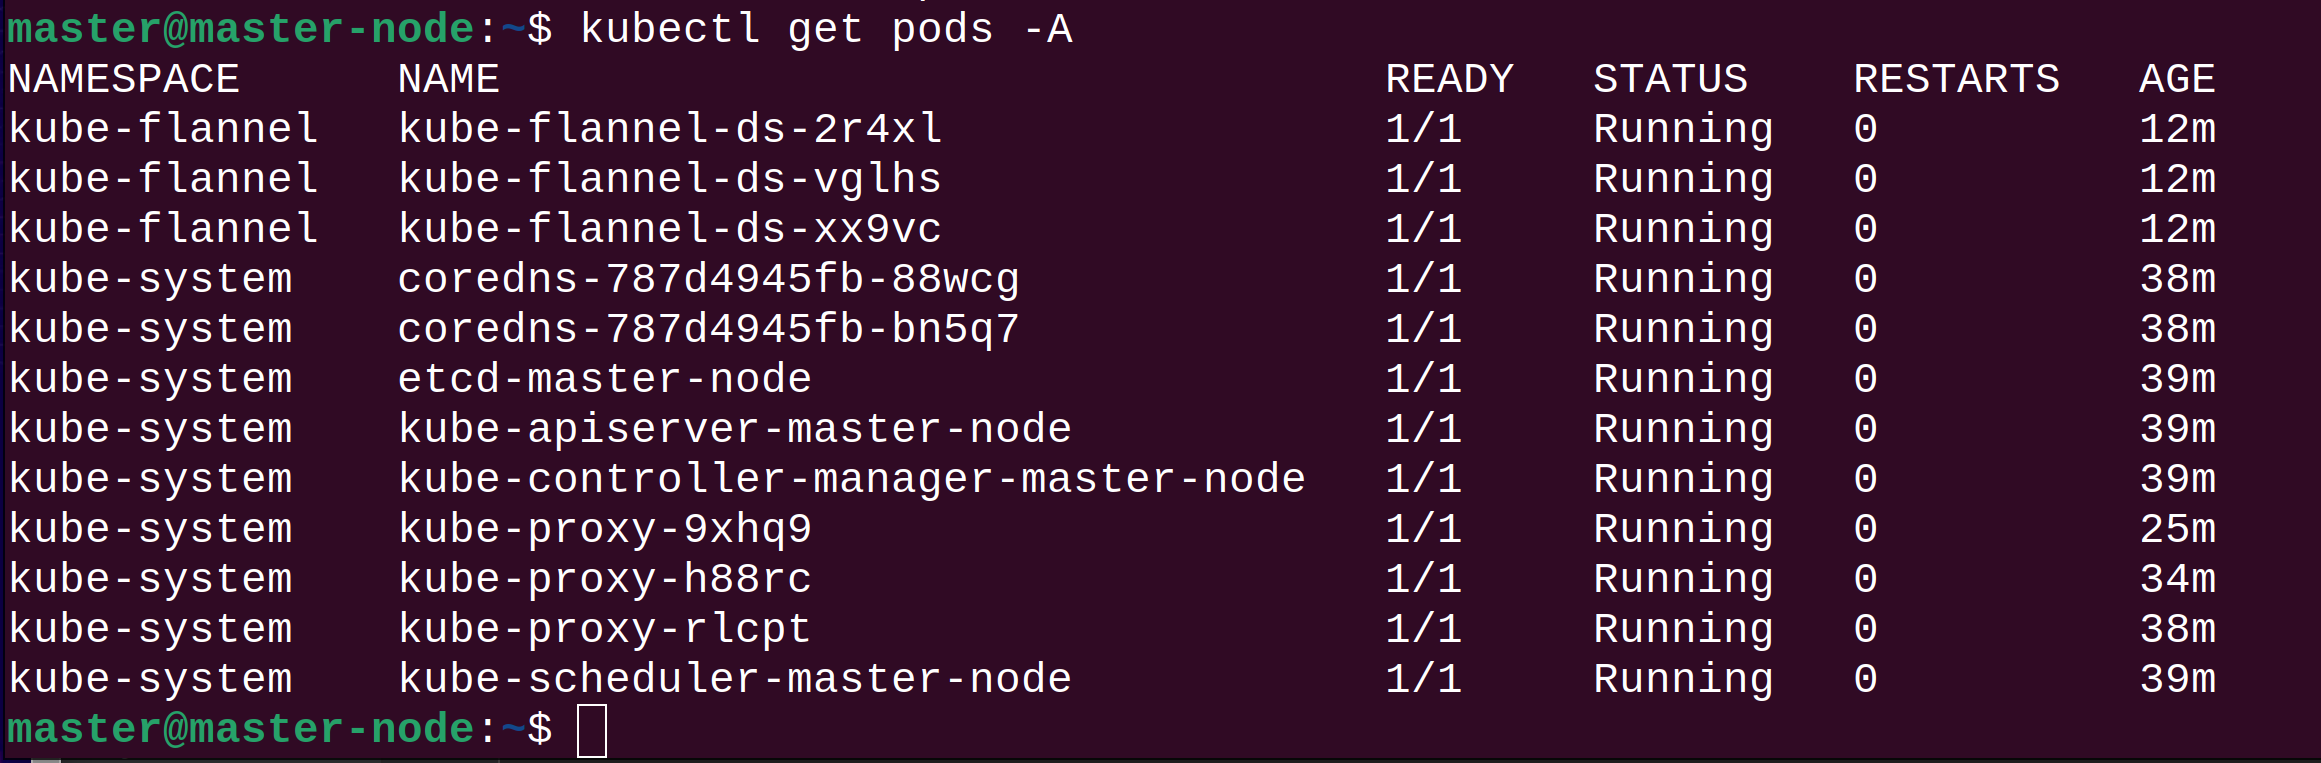 master@master-node:~$ kubectl get pods -A
NAMESPACE      NAME                                  READY   STATUS    RESTARTS   AGE
kube-flannel   kube-flannel-ds-2r4xl                 1/1     Running   0          12m
kube-flannel   kube-flannel-ds-vglhs                 1/1     Running   0          12m
kube-flannel   kube-flannel-ds-xx9vc                 1/1     Running   0          12m
kube-system    coredns-787d4945fb-88wcg              1/1     Running   0          38m
kube-system    coredns-787d4945fb-bn5q7              1/1     Running   0          38m
kube-system    etcd-master-node                      1/1     Running   0          39m
kube-system    kube-apiserver-master-node            1/1     Running   0          39m
kube-system    kube-controller-manager-master-node   1/1     Running   0          39m
kube-system    kube-proxy-9xhq9                      1/1     Running   0          25m
kube-system    kube-proxy-h88rc                      1/1     Running   0          34m
kube-system    kube-proxy-rlcpt                      1/1     Running   0          38m
kube-system    kube-scheduler-master-node            1/1     Running   0          39m
master@master-node:~$